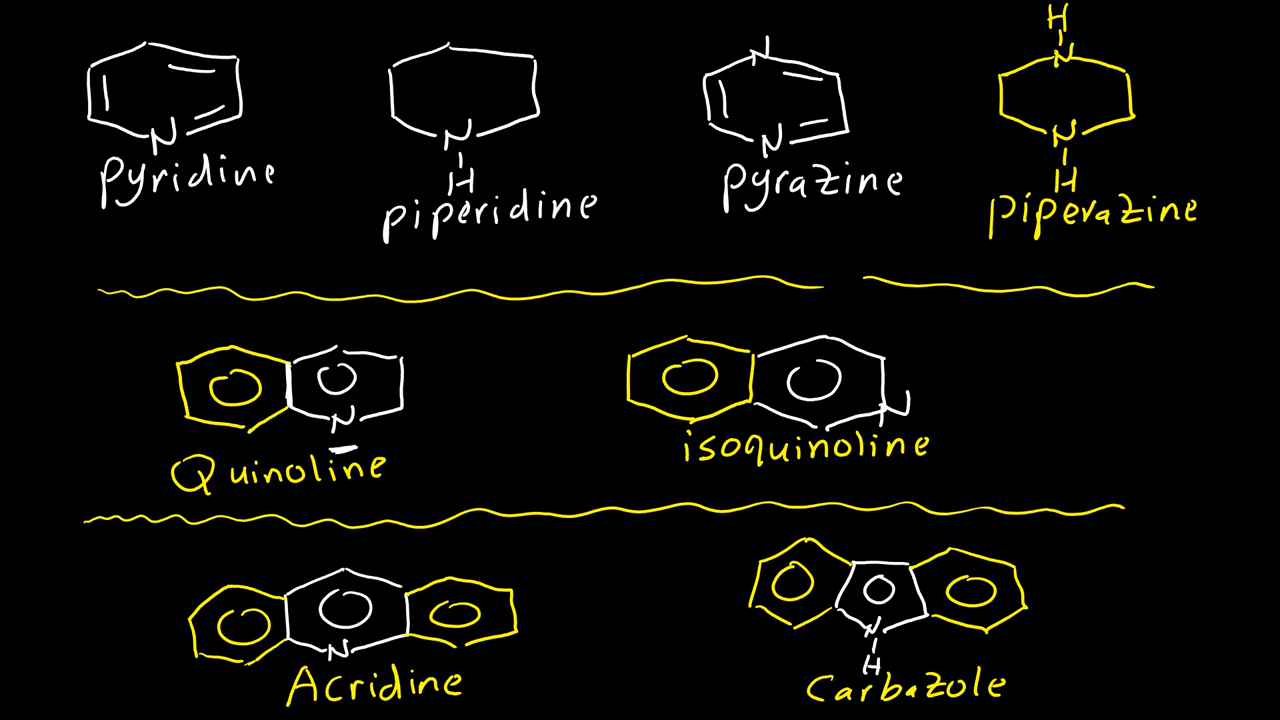 H
N
N
N
N
N
N
H
H
pyridine
piperidine
pyrazine
piperazine
N
N
Quinoline
isoquinoline
N
N
H
Acridine
Carbazole